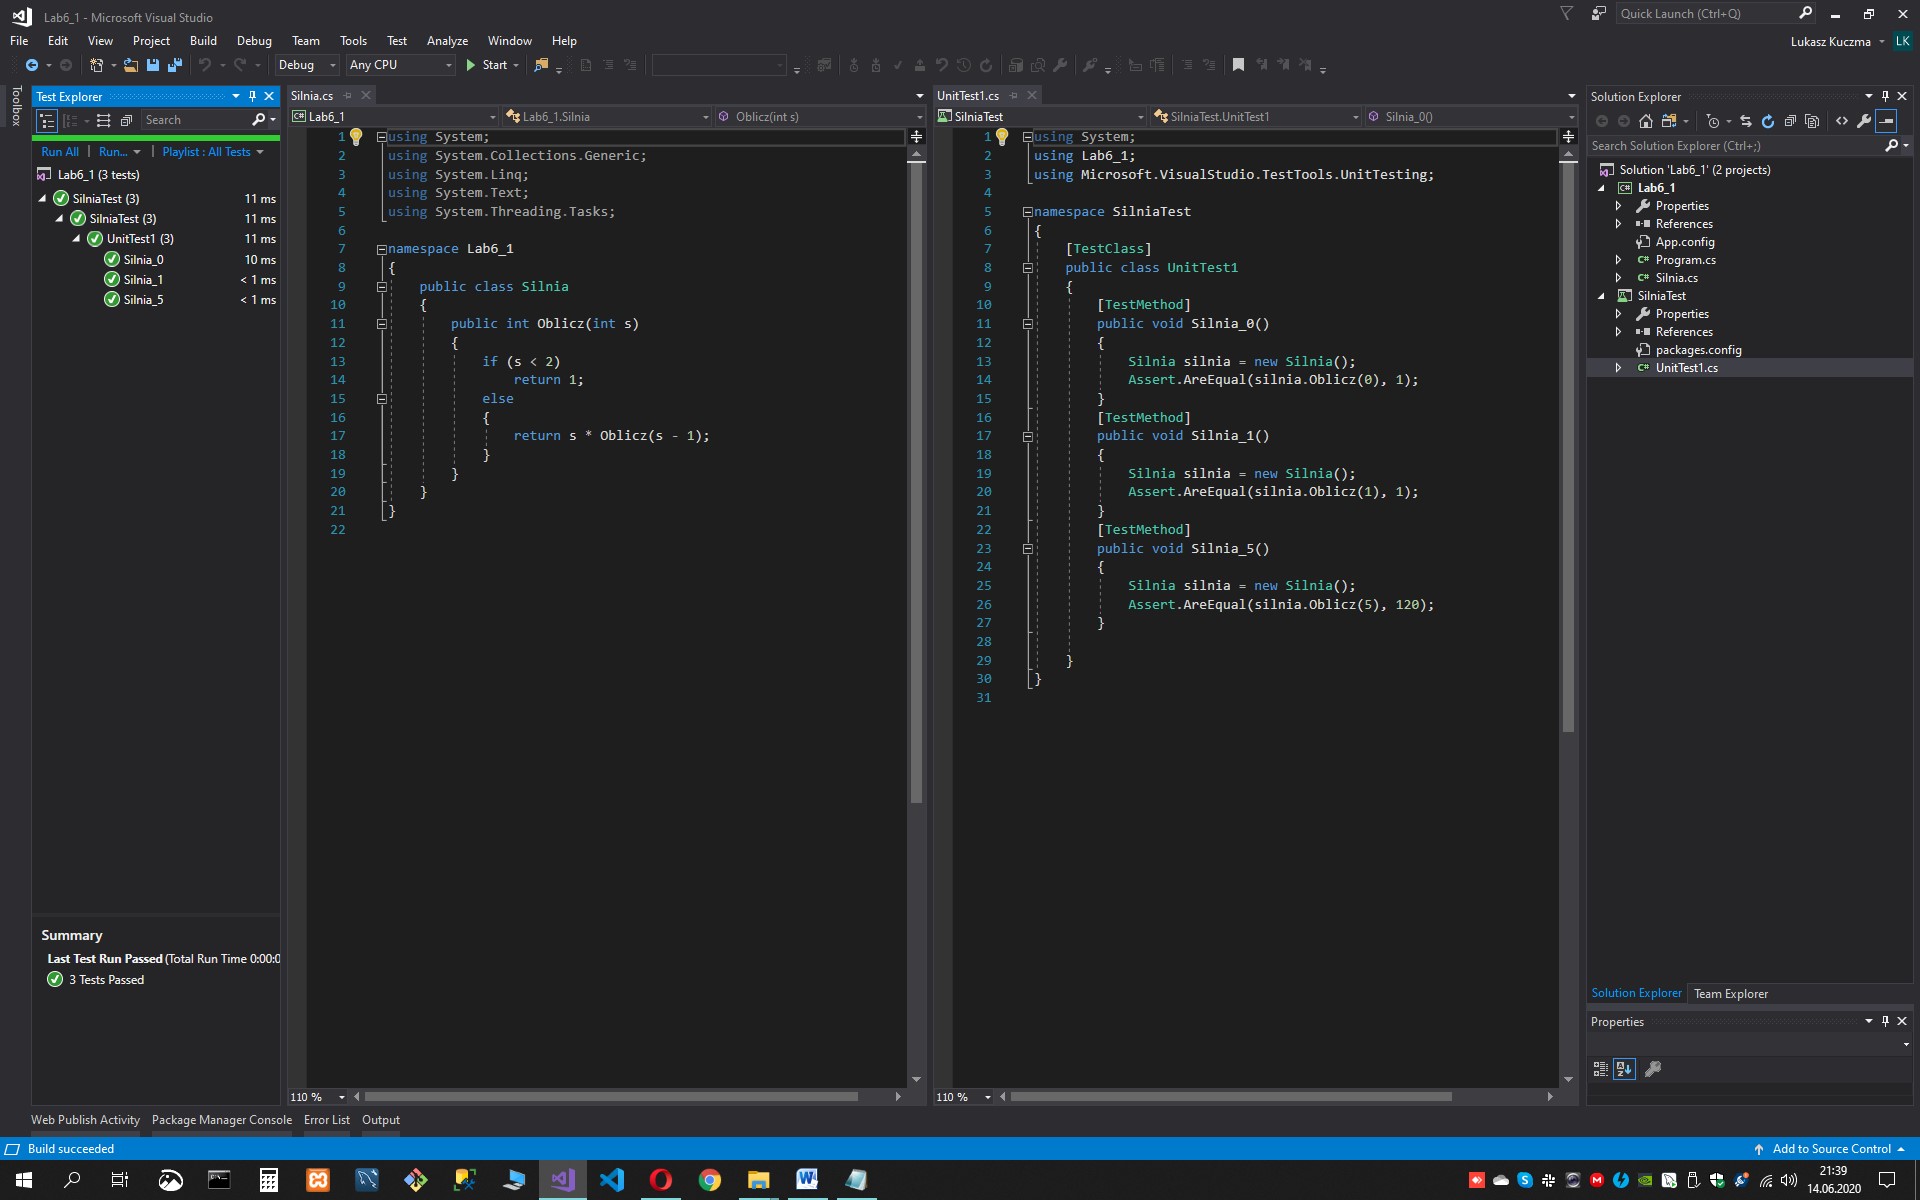 Lab6_1 - Microsoft Visual Studio
Quick Launch (Ctrl+Q)
File Edit View Project Build Debug Team Tools Test Analyze Window Help
Lukasz Kuczma LK
Debug Any CPU Start
Toolbox
Test Explorer
Search
Run All | Run... | Playlist : All Tests
Lab6_1 (3 tests)
SilniaTest (3) 11 ms
SilniaTest (3) 11 ms
UnitTest1 (3) 11 ms
Silnia_0 10 ms
Silnia_1 < 1 ms
Silnia_5 < 1 ms
Summary
Last Test Run Passed (Total Run Time 0:00:0
3 Tests Passed
Silnia.cs
Lab6_1 Lab6_1.Silnia Oblicz(int s)
1 using System;
2 using System.Collections.Generic;
3 using System.Linq;
4 using System.Text;
5 using System.Threading.Tasks;
6
7 namespace Lab6_1
8 {
9 public class Silnia
10 {
11 public int Oblicz(int s)
12 {
13 if (s < 2)
14 return 1;
15 else
16 {
17 return s * Oblicz(s - 1);
18 }
19 }
20 }
21 }
22
110 %
UnitTest1.cs
SilniaTest SilniaTest.UnitTest1 Silnia_0()
1 using System;
2 using Lab6_1;
3 using Microsoft.VisualStudio.TestTools.UnitTesting;
4
5 namespace SilniaTest
6 {
7 [TestClass]
8 public class UnitTest1
9 {
10 [TestMethod]
11 public void Silnia_0()
12 {
13 Silnia silnia = new Silnia();
14 Assert.AreEqual(silnia.Oblicz(0), 1);
15 }
16 [TestMethod]
17 public void Silnia_1()
18 {
19 Silnia silnia = new Silnia();
20 Assert.AreEqual(silnia.Oblicz(1), 1);
21 }
22 [TestMethod]
23 public void Silnia_5()
24 {
25 Silnia silnia = new Silnia();
26 Assert.AreEqual(silnia.Oblicz(5), 120);
27 }
28
29 }
30 }
31
110 %
Solution Explorer
Search Solution Explorer (Ctrl+;)
Solution 'Lab6_1' (2 projects)
C# Lab6_1
Properties
References
App.config
C# Program.cs
C# Silnia.cs
SilniaTest
Properties
References
packages.config
C# UnitTest1.cs
Solution Explorer Team Explorer
Properties
Web Publish Activity Package Manager Console Error List Output
Build succeeded
Add to Source Control
21:39
14.06.2020